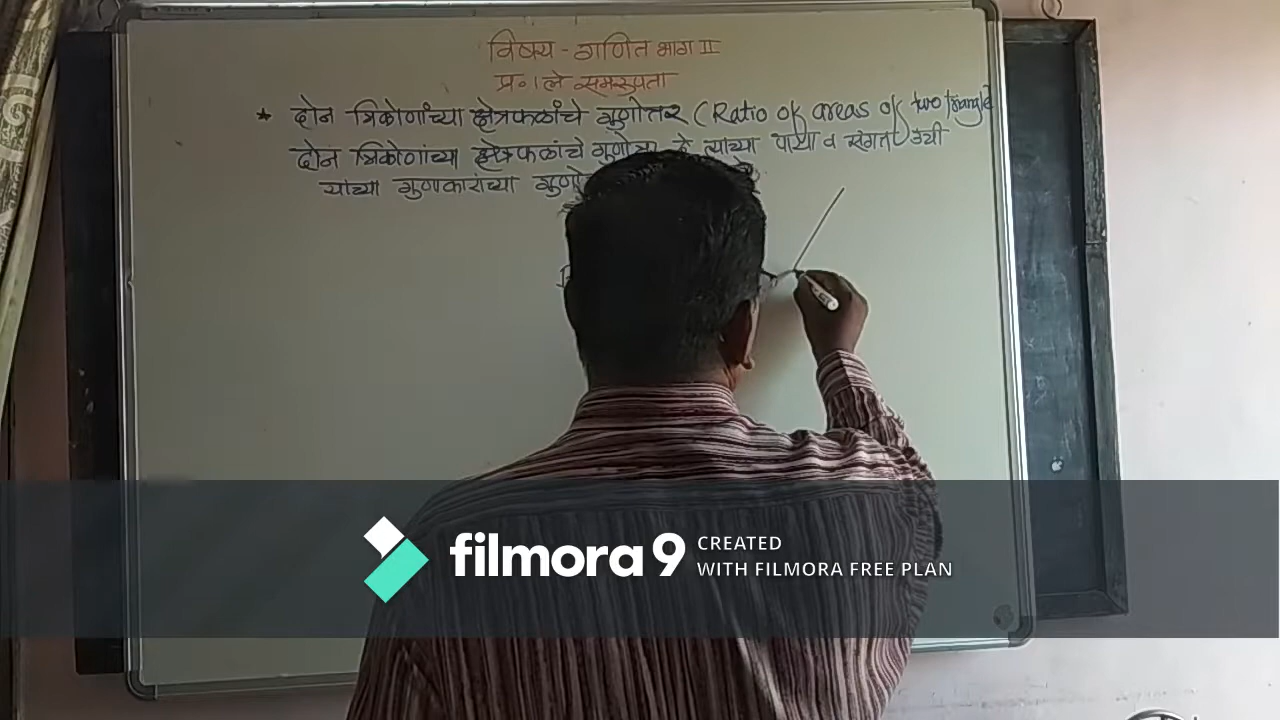 विषय - गणित भाग II
प्र. १ ले समरूपता
* दोन त्रिकोणांच्या क्षेत्रफळांचे गुणोत्तर (Ratio of areas of two triangle
दोन त्रिकोणांच्या क्षेत्रफळांचे त्यांच्या पाया व संगत उंची
यांच्या गुणाकाराच्या
filmora 9 CREATED
WITH FILMORA FREE PLAN